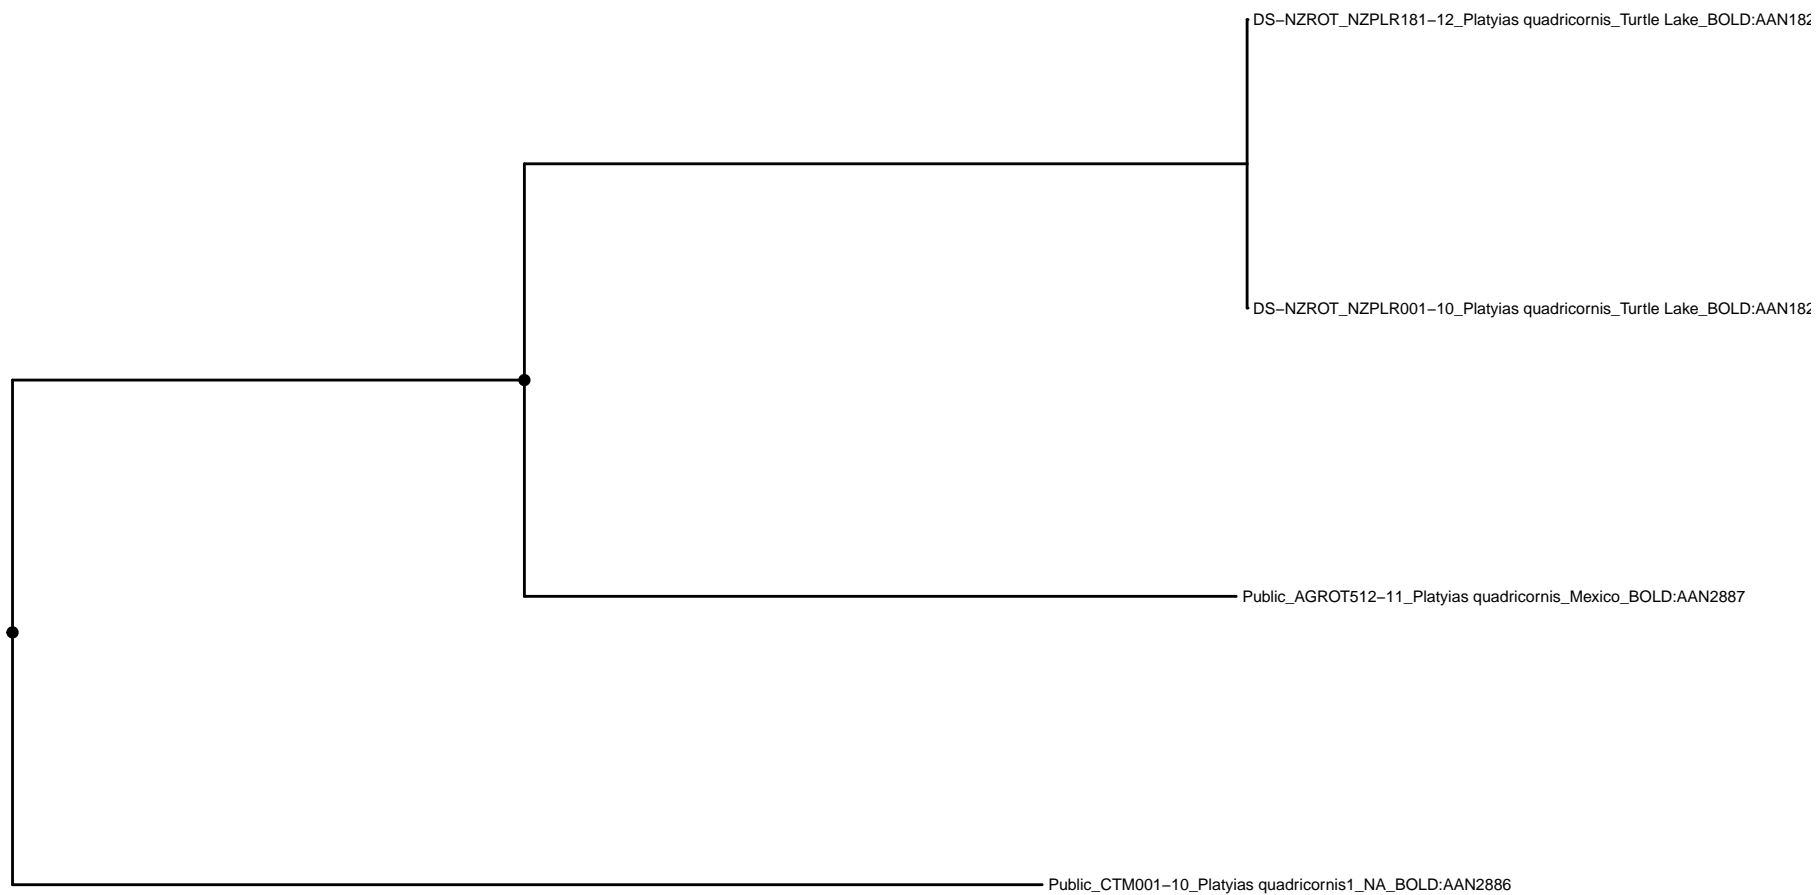 DS−NZROT_NZPLR181−12_Platyias quadricornis_Turtle Lake_BOLD:AAN182
DS−NZROT_NZPLR001−10_Platyias quadricornis_Turtle Lake_BOLD:AAN182
Public_AGROT512−11_Platyias quadricornis_Mexico_BOLD:AAN2887
Public_CTM001−10_Platyias quadricornis1_NA_BOLD:AAN2886